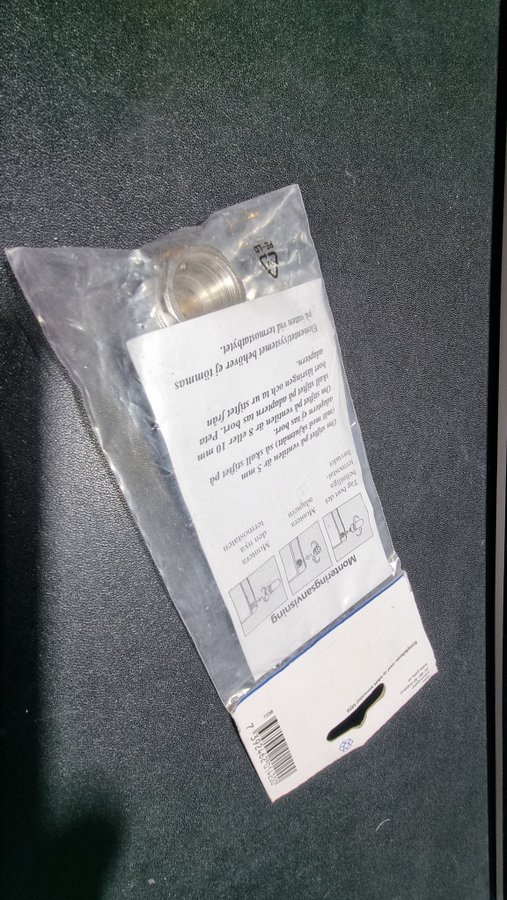 Monteringsanvisning
Tag bort det
befintliga
termostat-
huvudet
Montera
adaptern
Montera
den nya
termostaten
Om stiftet på ventilen är 5 mm
(mät med skjutmått) så skall stiftet på
adaptern ej tas bort.
Om stiftet på ventilen är 8 eller 10 mm
skall stiftet på adaptern tas bort. Peta
bort låsringen och ta ur stiftet från
adaptern.
Elementet/systemet behöver ej tömmas
på vatten vid termostatbytet.
PE-LD